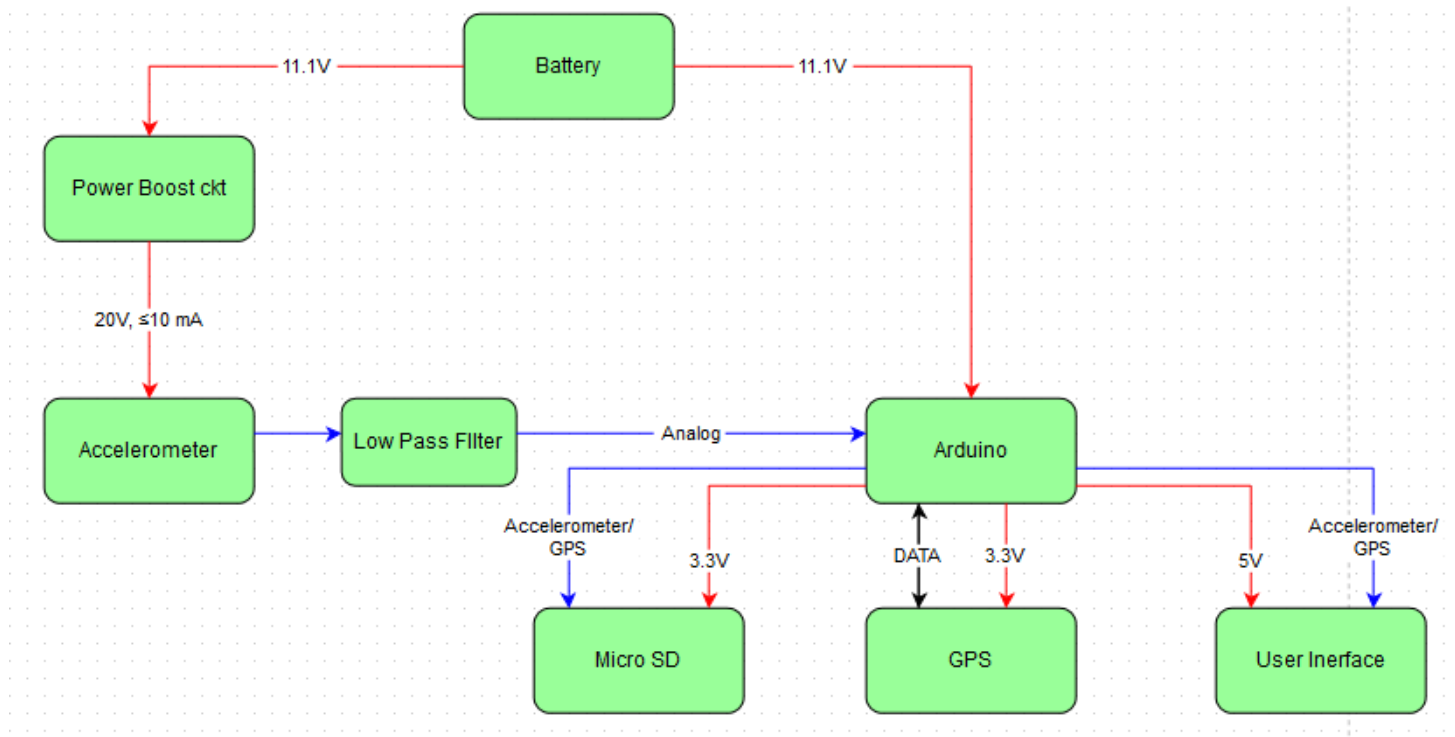 Battery
11.1V
11.1V
Power Boost ckt
20V, ≤10 mA
Accelerometer
Low Pass FIlter
Analog
Arduino
Accelerometer/
GPS
3.3V
DATA
3.3V
5V
Accelerometer/
GPS
Micro SD
GPS
User Inerface